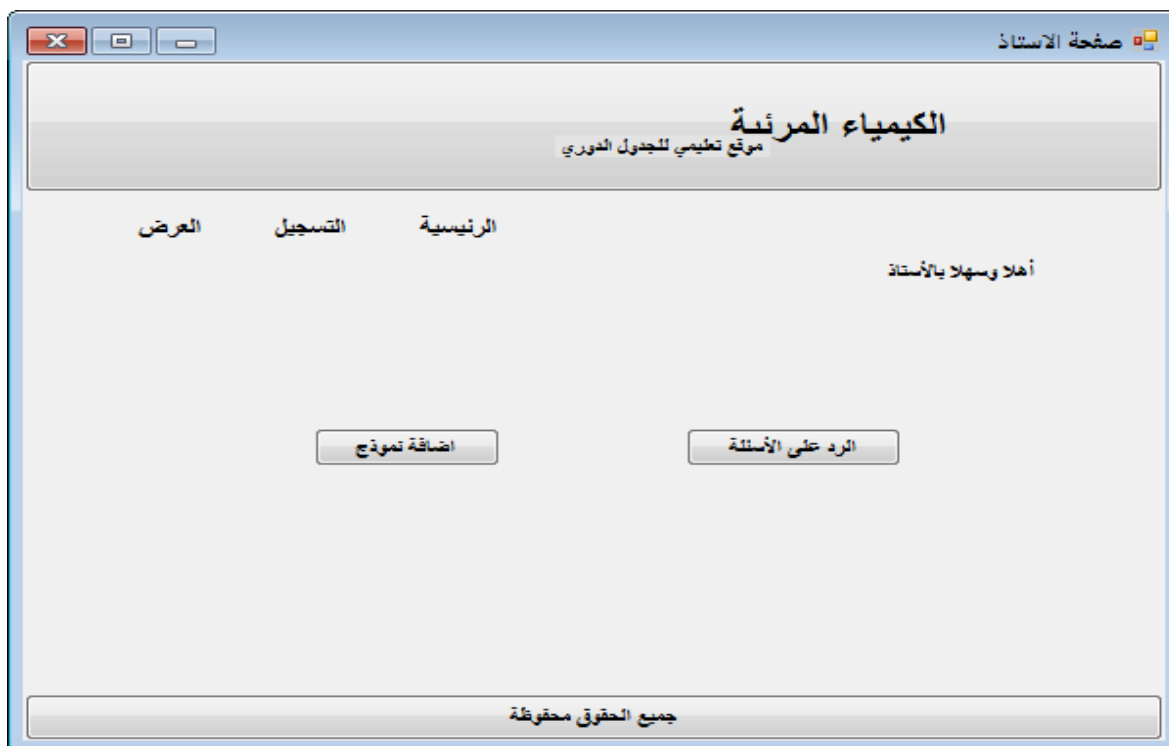 صفحة الاستاذ
الكيمياء المرئية
موقع تعليمي للجدول الدوري
الرئيسية التسجيل العرض
أهلا وسهلا بالأستاذ
الرد على الأسئلة اضافة نموذج
جميع الحقوق محفوظة